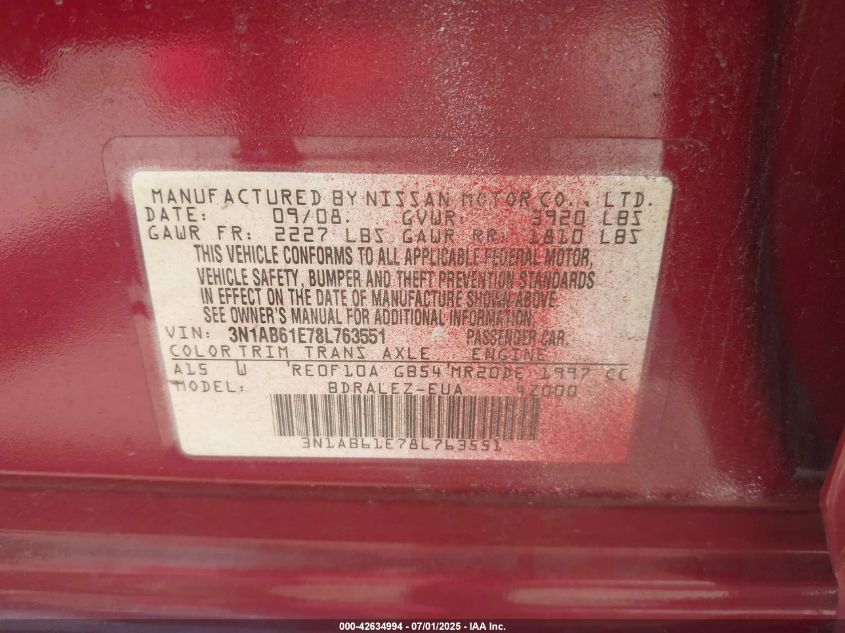 MANUFACTURED BY NISSAN MOTOR CO., LTD.
DATE: 09/08. GVWR: 3920 LBS
GAWR FR: 2227 LBS GAWR RR: 1810 LBS
THIS VEHICLE CONFORMS TO ALL APPLICABLE FEDERAL MOTOR,
VEHICLE SAFETY, BUMPER AND THEFT PREVENTION STANDARDS
IN EFFECT ON THE DATE OF MANUFACTURE SHOWN ABOVE.
SEE OWNER'S MANUAL FOR ADDITIONAL INFORMATION.
VIN: 3N1AB61E78L763551 PASSENGER CAR.
COLOR TRIM TRANS AXLE ENGINE
A15 W 'RE0F10A GB54'MR20DE 1997 CC
MODEL: BDRALEZ-EUA 9Z000
3N1AB61E78L763551
000-42634994 - 07/01/2025 - IAA Inc.